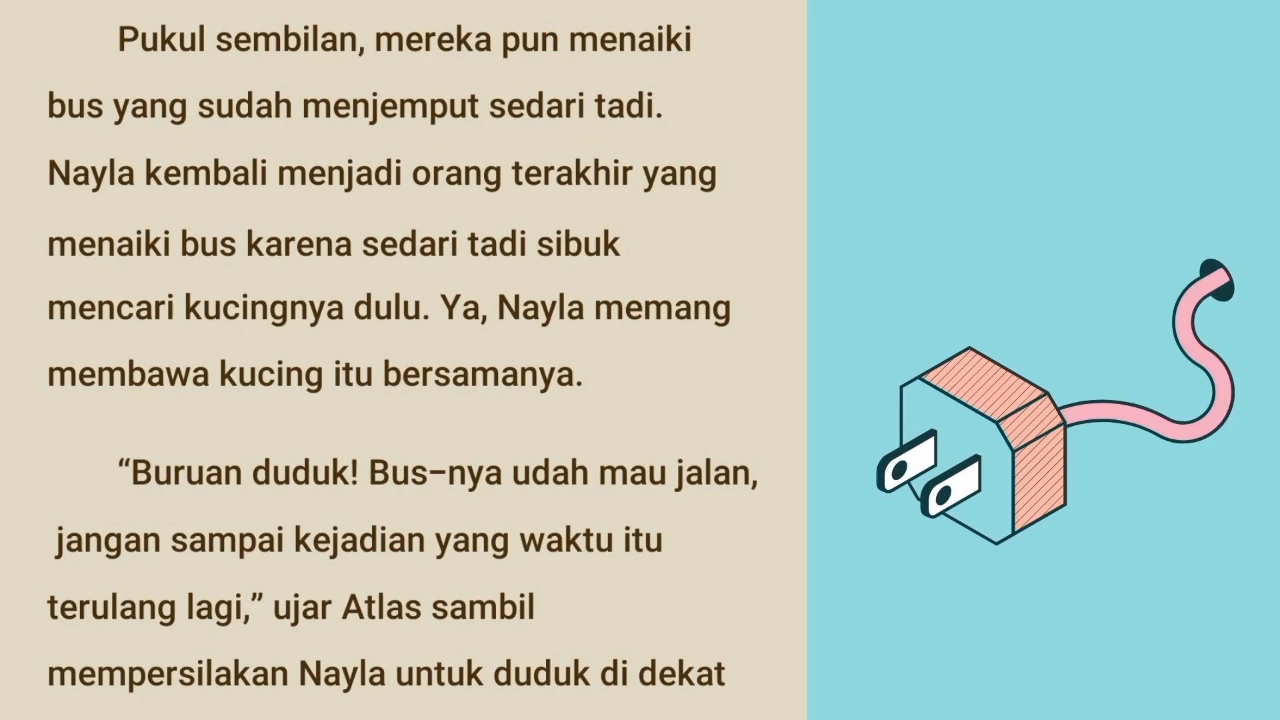 Pukul sembilan, mereka pun menaiki
bus yang sudah menjemput sedari tadi.
Nayla kembali menjadi orang terakhir yang
menaiki bus karena sedari tadi sibuk
mencari kucingnya dulu. Ya, Nayla memang
membawa kucing itu bersamanya.
“Buruan duduk! Bus–nya udah mau jalan,
jangan sampai kejadian yang waktu itu
terulang lagi,” ujar Atlas sambil
mempersilakan Nayla untuk duduk di dekat